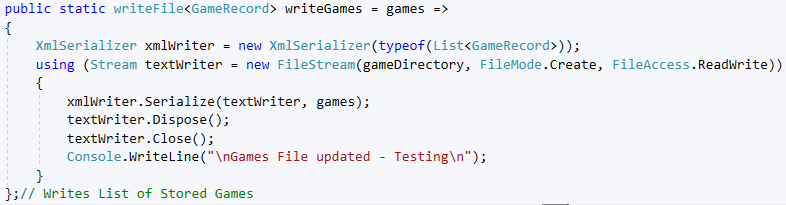 public static writeFile<GameRecord> writeGames = games =>
{
XmlSerializer xmlWriter = new XmlSerializer(typeof(List<GameRecord>));
using (Stream textWriter = new FileStream(gameDirectory, FileMode.Create, FileAccess.ReadWrite))
{
xmlWriter.Serialize(textWriter, games);
textWriter.Dispose();
textWriter.Close();
Console.WriteLine("\nGames File updated - Testing\n");
}
};// Writes List of Stored Games